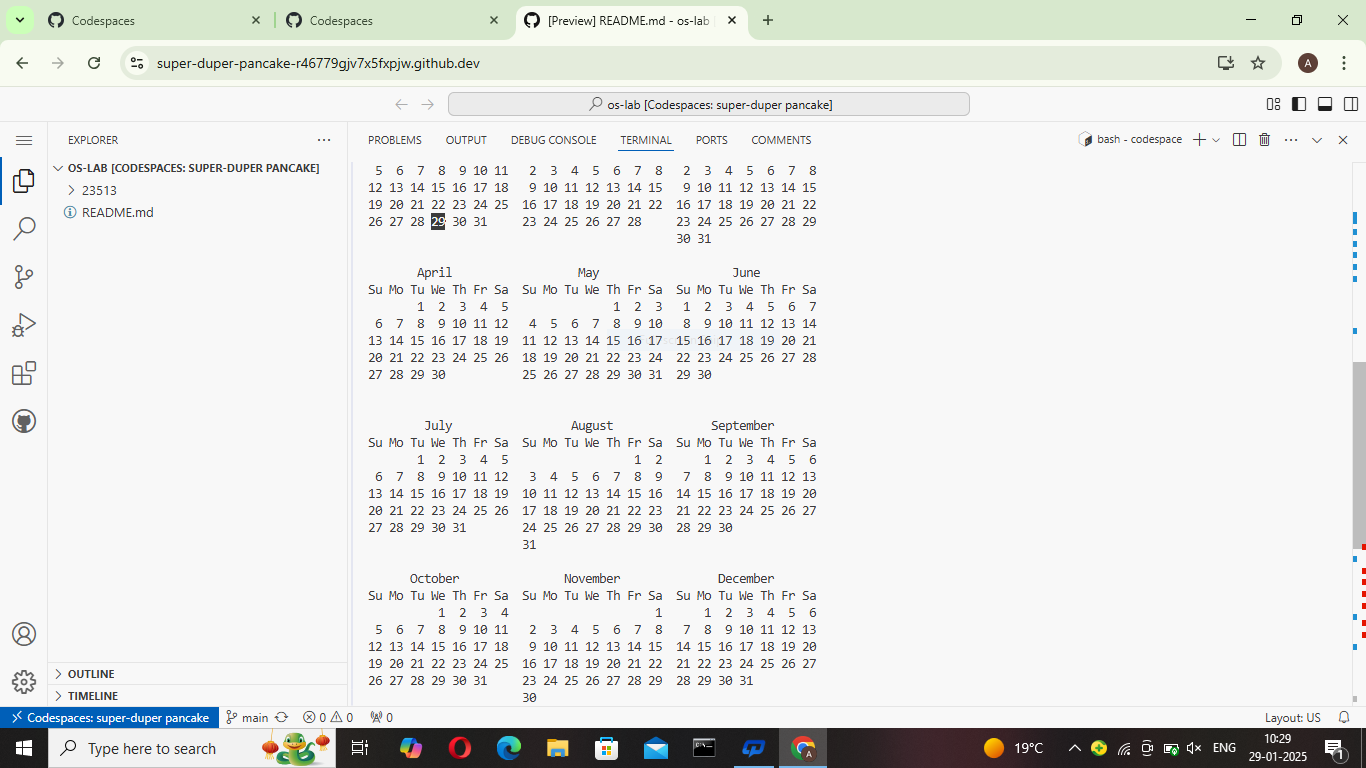 Codespaces
Codespaces
[Preview] README.md - os-lab
super-duper-pancake-r46779gjv7x5fxpjw.github.dev
A
os-lab [Codespaces: super-duper pancake]
EXPLORER
PROBLEMS OUTPUT DEBUG CONSOLE TERMINAL PORTS COMMENTS
bash - codespace
OS-LAB [CODESPACES: SUPER-DUPER PANCAKE]
23513
README.md
 5  6  7  8  9 10 11   2  3  4  5  6  7  8   2  3  4  5  6  7  8
12 13 14 15 16 17 18   9 10 11 12 13 14 15   9 10 11 12 13 14 15
19 20 21 22 23 24 25  16 17 18 19 20 21 22  16 17 18 19 20 21 22
26 27 28 29 30 31     23 24 25 26 27 28     23 24 25 26 27 28 29
                                            30 31
       April                  May                   June
Su Mo Tu We Th Fr Sa  Su Mo Tu We Th Fr Sa  Su Mo Tu We Th Fr Sa
       1  2  3  4  5               1  2  3   1  2  3  4  5  6  7
 6  7  8  9 10 11 12   4  5  6  7  8  9 10   8  9 10 11 12 13 14
13 14 15 16 17 18 19  11 12 13 14 15 16 17  15 16 17 18 19 20 21
20 21 22 23 24 25 26  18 19 20 21 22 23 24  22 23 24 25 26 27 28
27 28 29 30           25 26 27 28 29 30 31  29 30
        July                 August              September
Su Mo Tu We Th Fr Sa  Su Mo Tu We Th Fr Sa  Su Mo Tu We Th Fr Sa
       1  2  3  4  5                  1  2      1  2  3  4  5  6
 6  7  8  9 10 11 12   3  4  5  6  7  8  9   7  8  9 10 11 12 13
13 14 15 16 17 18 19  10 11 12 13 14 15 16  14 15 16 17 18 19 20
20 21 22 23 24 25 26  17 18 19 20 21 22 23  21 22 23 24 25 26 27
27 28 29 30 31        24 25 26 27 28 29 30  28 29 30
                      31
      October               November              December
Su Mo Tu We Th Fr Sa  Su Mo Tu We Th Fr Sa  Su Mo Tu We Th Fr Sa
          1  2  3  4                     1      1  2  3  4  5  6
 5  6  7  8  9 10 11   2  3  4  5  6  7  8   7  8  9 10 11 12 13
12 13 14 15 16 17 18   9 10 11 12 13 14 15  14 15 16 17 18 19 20
19 20 21 22 23 24 25  16 17 18 19 20 21 22  21 22 23 24 25 26 27
26 27 28 29 30 31     23 24 25 26 27 28 29  28 29 30 31
                      30
OUTLINE
TIMELINE
Codespaces: super-duper pancake main 0 0 0 Layout: US
Type here to search
19°C
ENG
10:29
29-01-2025
1